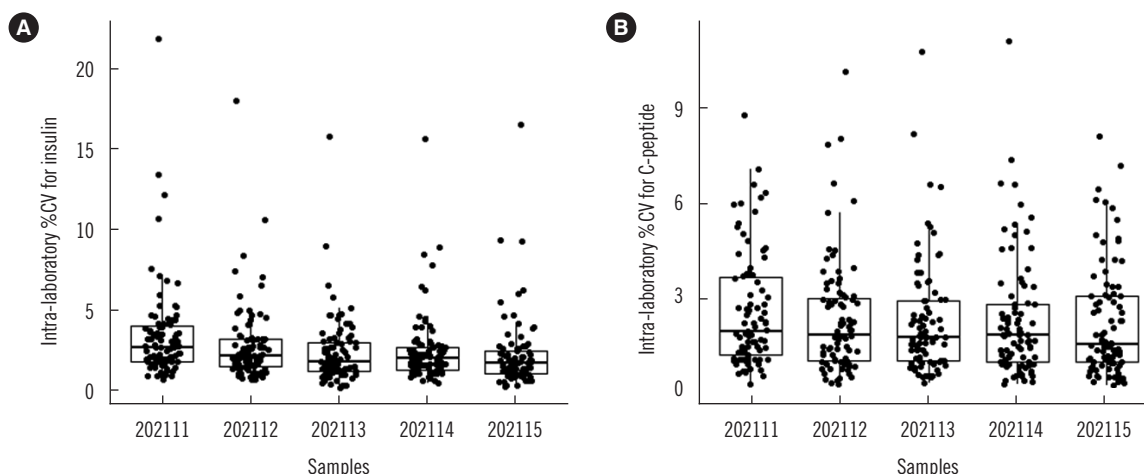 A
Intra-laboratory %CV for insulin
20
15
10
5
0
202111 202112 202113 202114 202115
Samples
B
Intra-laboratory %CV for C-peptide
9
6
3
0
202111 202112 202113 202114 202115
Samples